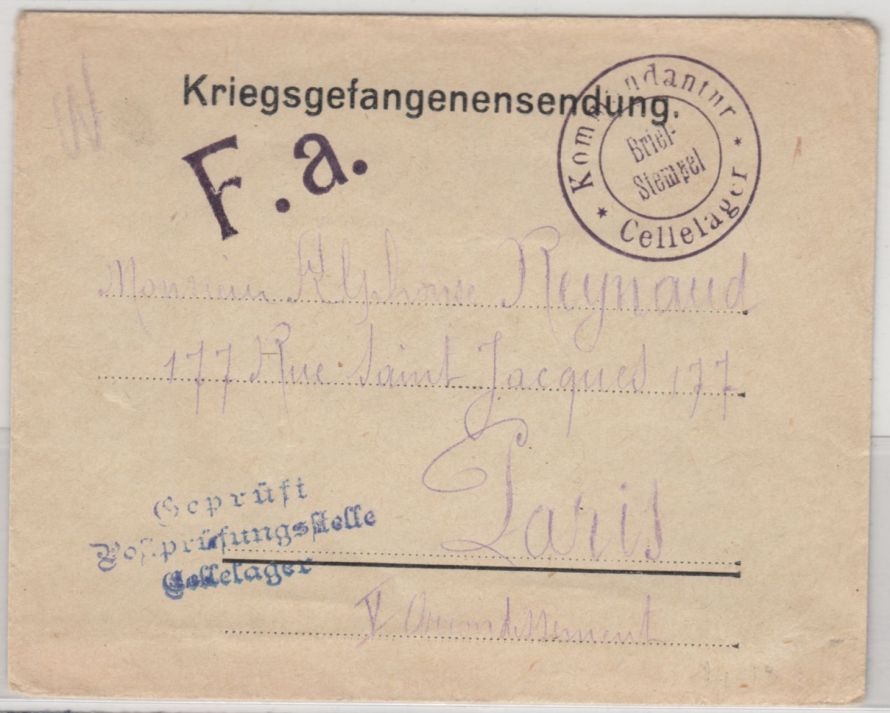 Kriegsgefangenensendung.
Kommandantur
Brief-
Stempel
* Cellelager *
F. a.
Monsieur Alphonse Reynaud
177 Rue Saint Jacques 177
Paris
V Arrondissement
Geprüft
Postprüfungsstelle
Cellelager